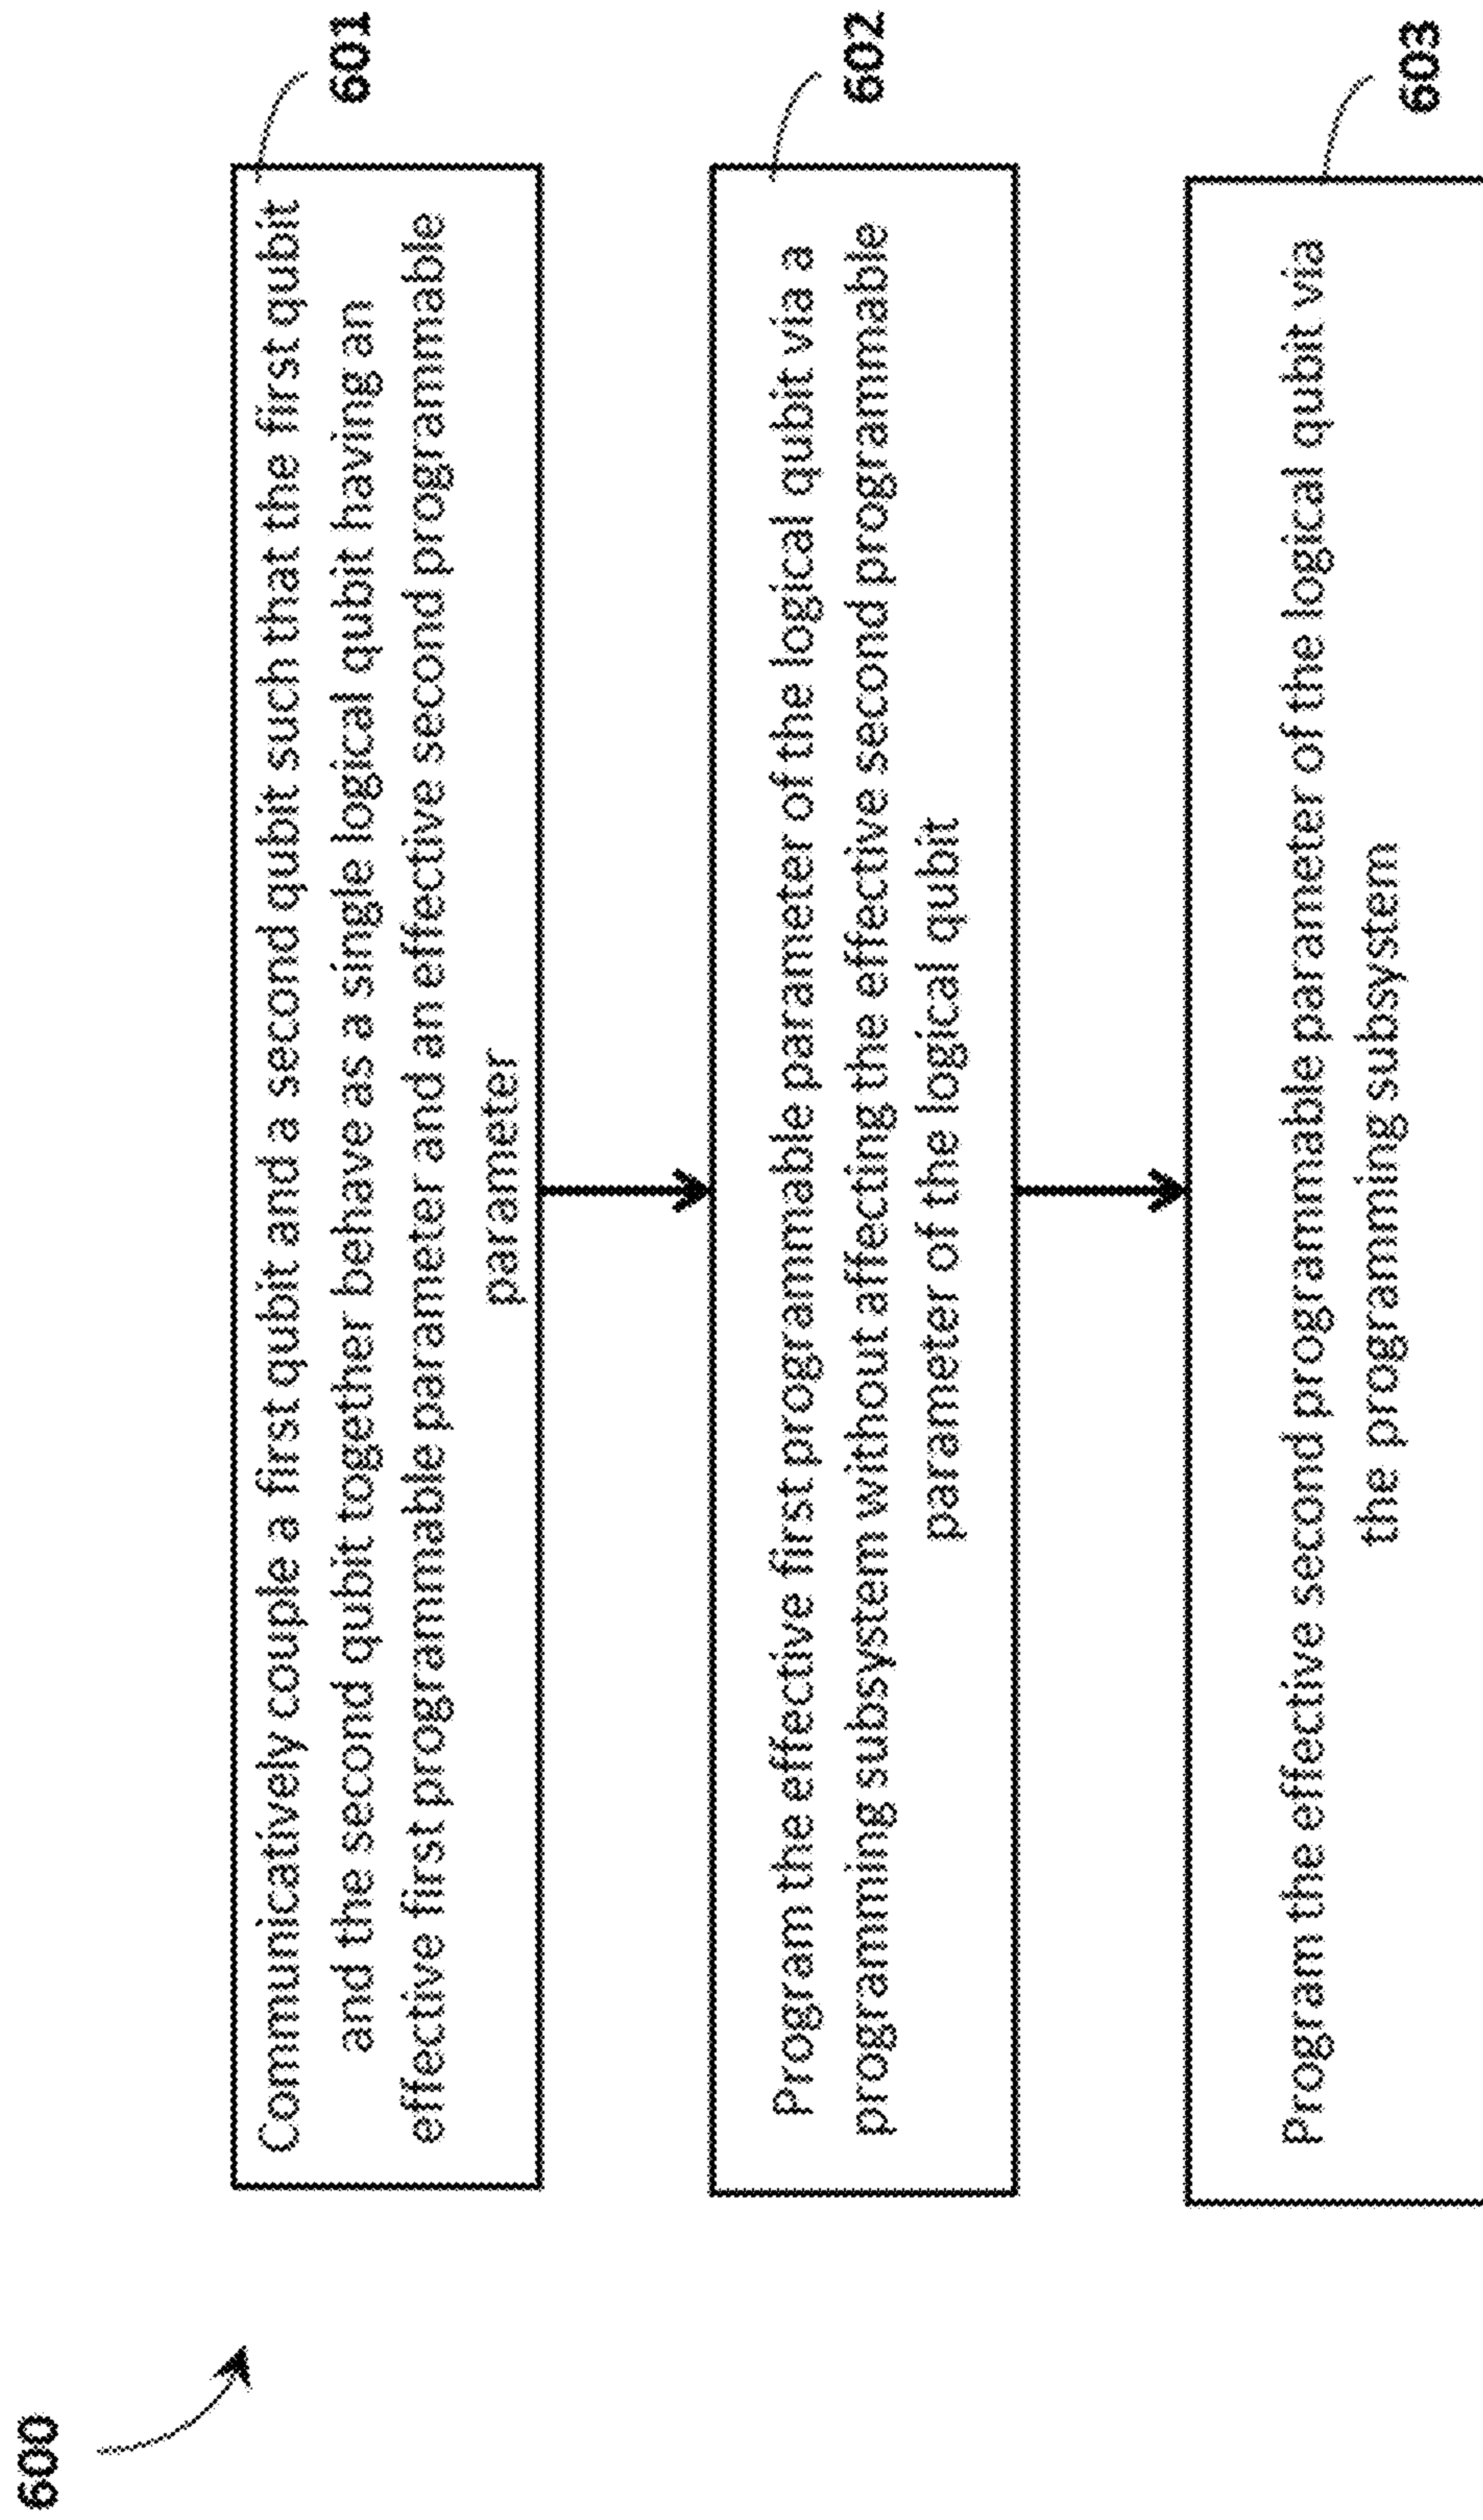 600
601
Communicatively couple a first qubit and a second qubit such that the first qubit
and the second qubit together behave as a single logical qubit having an
effective first programmable parameter and an effective second programmable
parameter
602
Program the effective first programmable parameter of the logical qubit via a
programming subsystem without affecting the effective second programmable
parameter of the logical qubit
603
Program the effective second programmable parameter of the logical qubit via
the programming subsystem